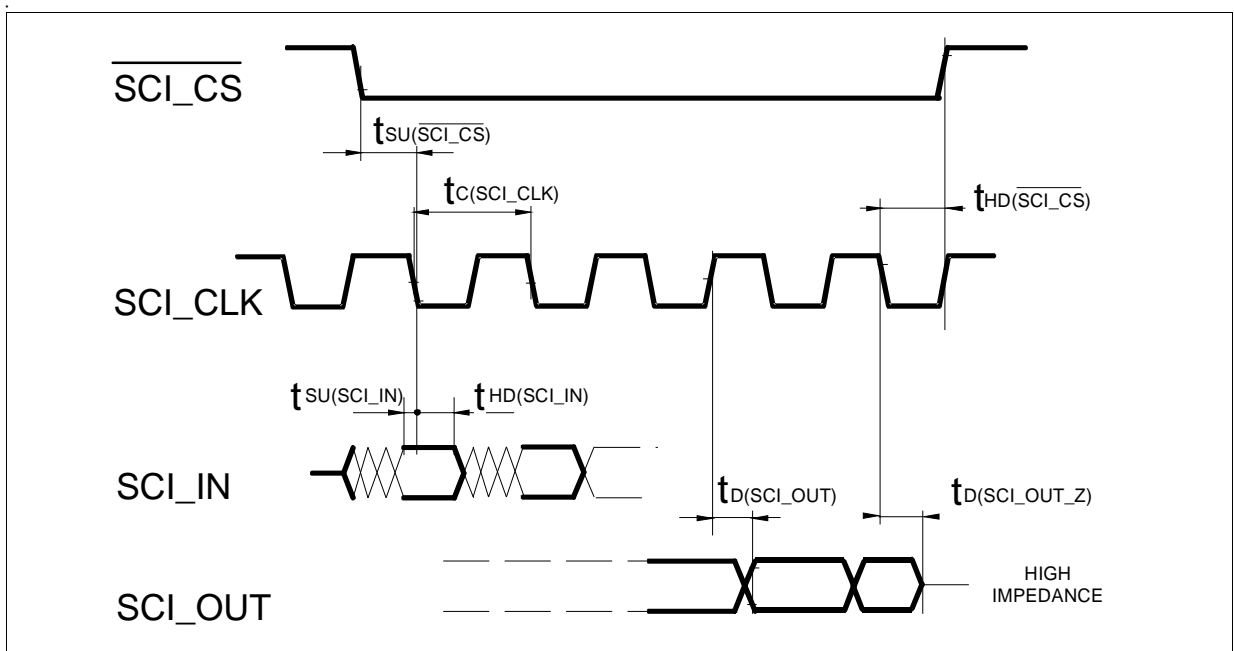 SCI_CS
tSU(SCI_CS)
tC(SCI_CLK)
tHD(SCI_CS)
SCI_CLK
tSU(SCI_IN)
tHD(SCI_IN)
SCI_IN
tD(SCI_OUT)
tD(SCI_OUT_Z)
SCI_OUT
HIGH
IMPEDANCE